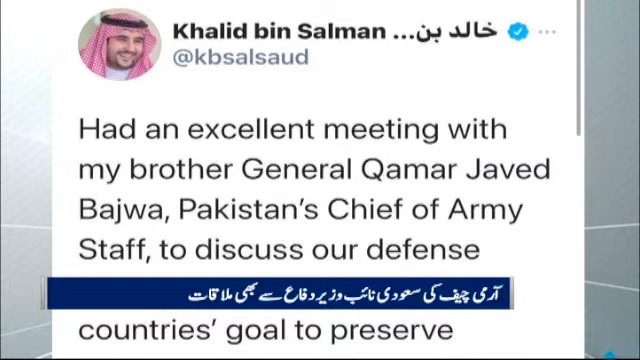 Khalid bin Salman خالد بن...
@kbsalsaud
Had an excellent meeting with
my brother General Qamar Javed
Bajwa, Pakistan's Chief of Army
Staff, to discuss our defense
آرمی چیف کی سعودی نائب وزیر دفاع سے بھی ملاقات
countries' goal to preserve